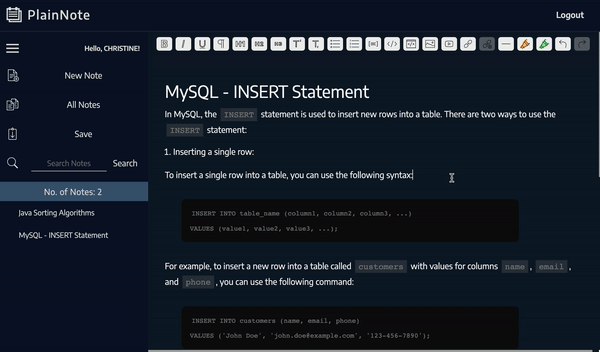 PlainNote
Logout
Hello, CHRISTINE!
New Note
All Notes
Save
Search Notes
Search
No. of Notes: 2
Java Sorting Algorithms
MySQL - INSERT Statement
B I U ¶ H1 H2 H3
MySQL - INSERT Statement
In MySQL, the INSERT statement is used to insert new rows into a table. There are two ways to use the
INSERT statement:
1. Inserting a single row:
To insert a single row into a table, you can use the following syntax:
INSERT INTO table_name (column1, column2, column3, ...)
VALUES (value1, value2, value3, ...);
For example, to insert a new row into a table called customers with values for columns name , email ,
and phone , you can use the following command:
INSERT INTO customers (name, email, phone)
VALUES ('John Doe', 'john.doe@example.com', '123-456-7890');